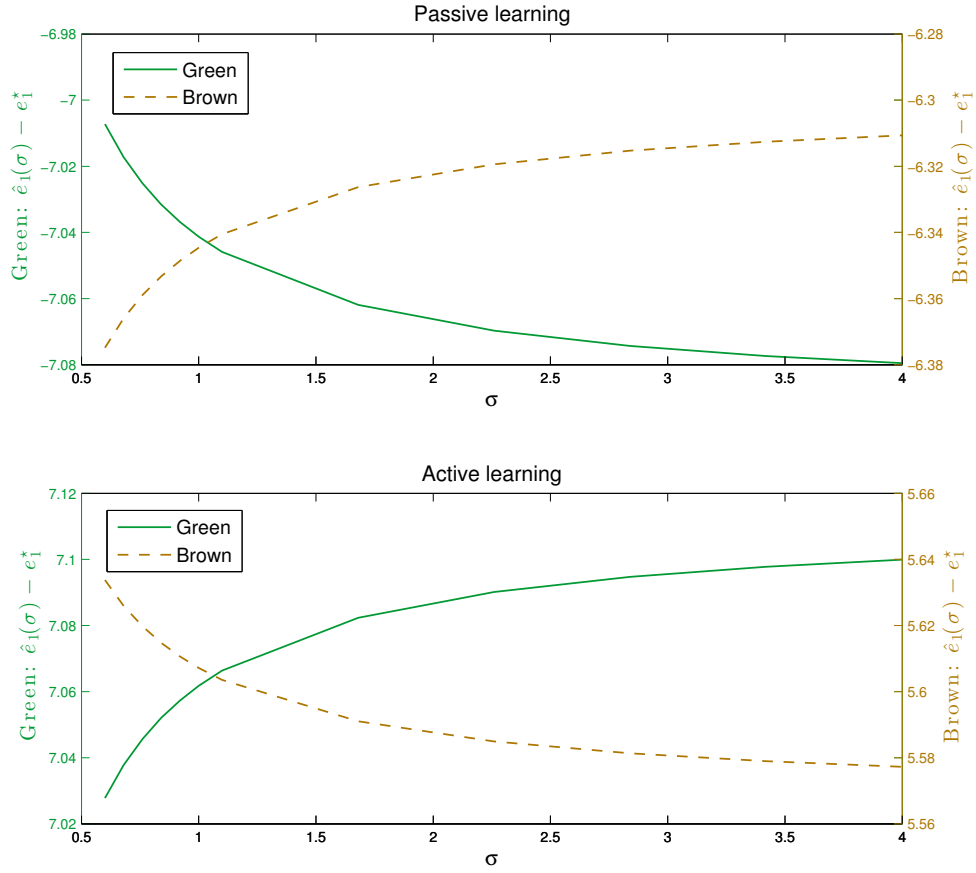 Passive learning
Green
Brown
−6.98
−7
−7.02
−7.04
−7.06
−7.08
Green: ê₁(σ) − e₁⋆
−6.28
−6.3
−6.32
−6.34
−6.36
−6.38
Brown: ê₁(σ) − e₁⋆
0.5 1 1.5 2 2.5 3 3.5 4
σ
Active learning
Green
Brown
7.12
7.1
7.08
7.06
7.04
7.02
Green: ê₁(σ) − e₁⋆
5.66
5.64
5.62
5.6
5.58
5.56
Brown: ê₁(σ) − e₁⋆
0.5 1 1.5 2 2.5 3 3.5 4
σ